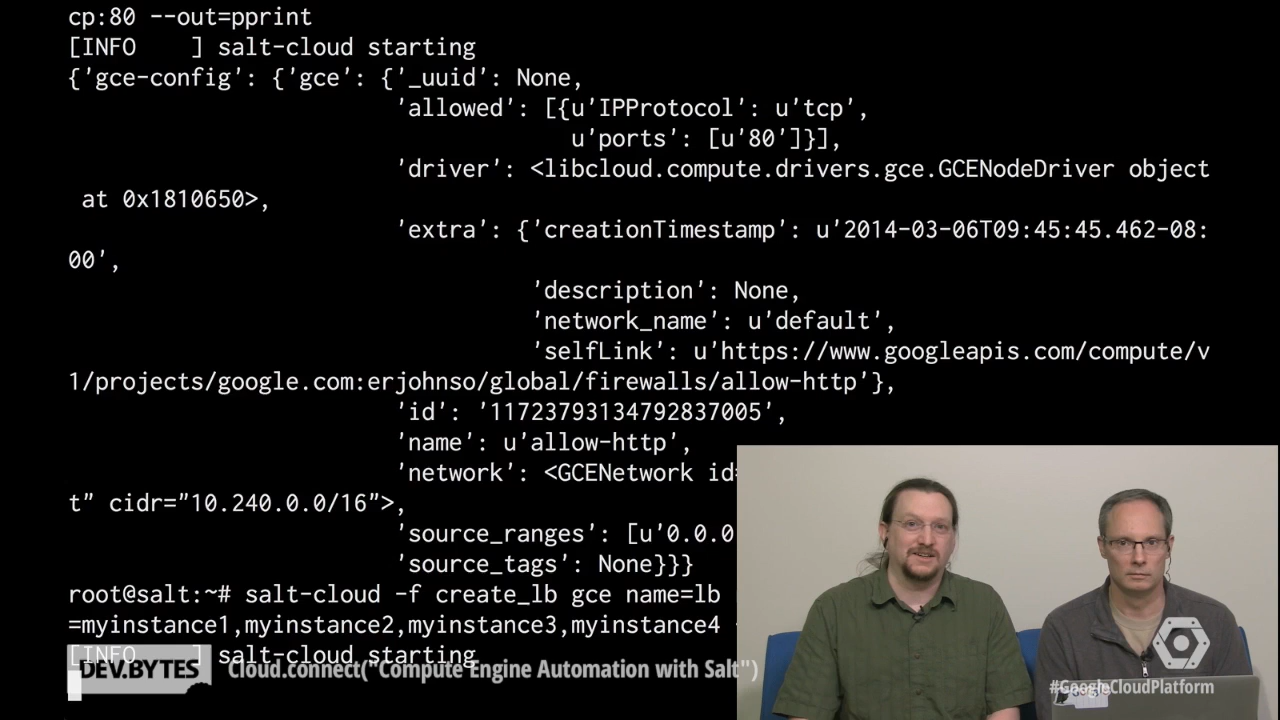 cp:80 --out=pprint
[INFO    ] salt-cloud starting
{'gce-config': {'gce': {'_uuid': None,
'allowed': [{u'IPProtocol': u'tcp',
u'ports': [u'80']}],
'driver': <libcloud.compute.drivers.gce.GCENodeDriver object
at 0x1810650>,
'extra': {'creationTimestamp': u'2014-03-06T09:45:45.462-08:
00',
'description': None,
'network_name': u'default',
'selfLink': u'https://www.googleapis.com/compute/v
1/projects/google.com:erjohnso/global/firewalls/allow-http'},
'id': '11723793134792837005',
'name': u'allow-http',
'network': <GCENetwork id=
t" cidr="10.240.0.0/16">,
'source_ranges': [u'0.0.0
'source_tags': None}}}
root@salt:~# salt-cloud -f create_lb gce name=lb
=myinstance1,myinstance2,myinstance3,myinstance4
[INFO    ] salt-cloud starting
DEV.BYTES Cloud.connect("Compute Engine Automation with Salt")
#GoogleCloudPlatform